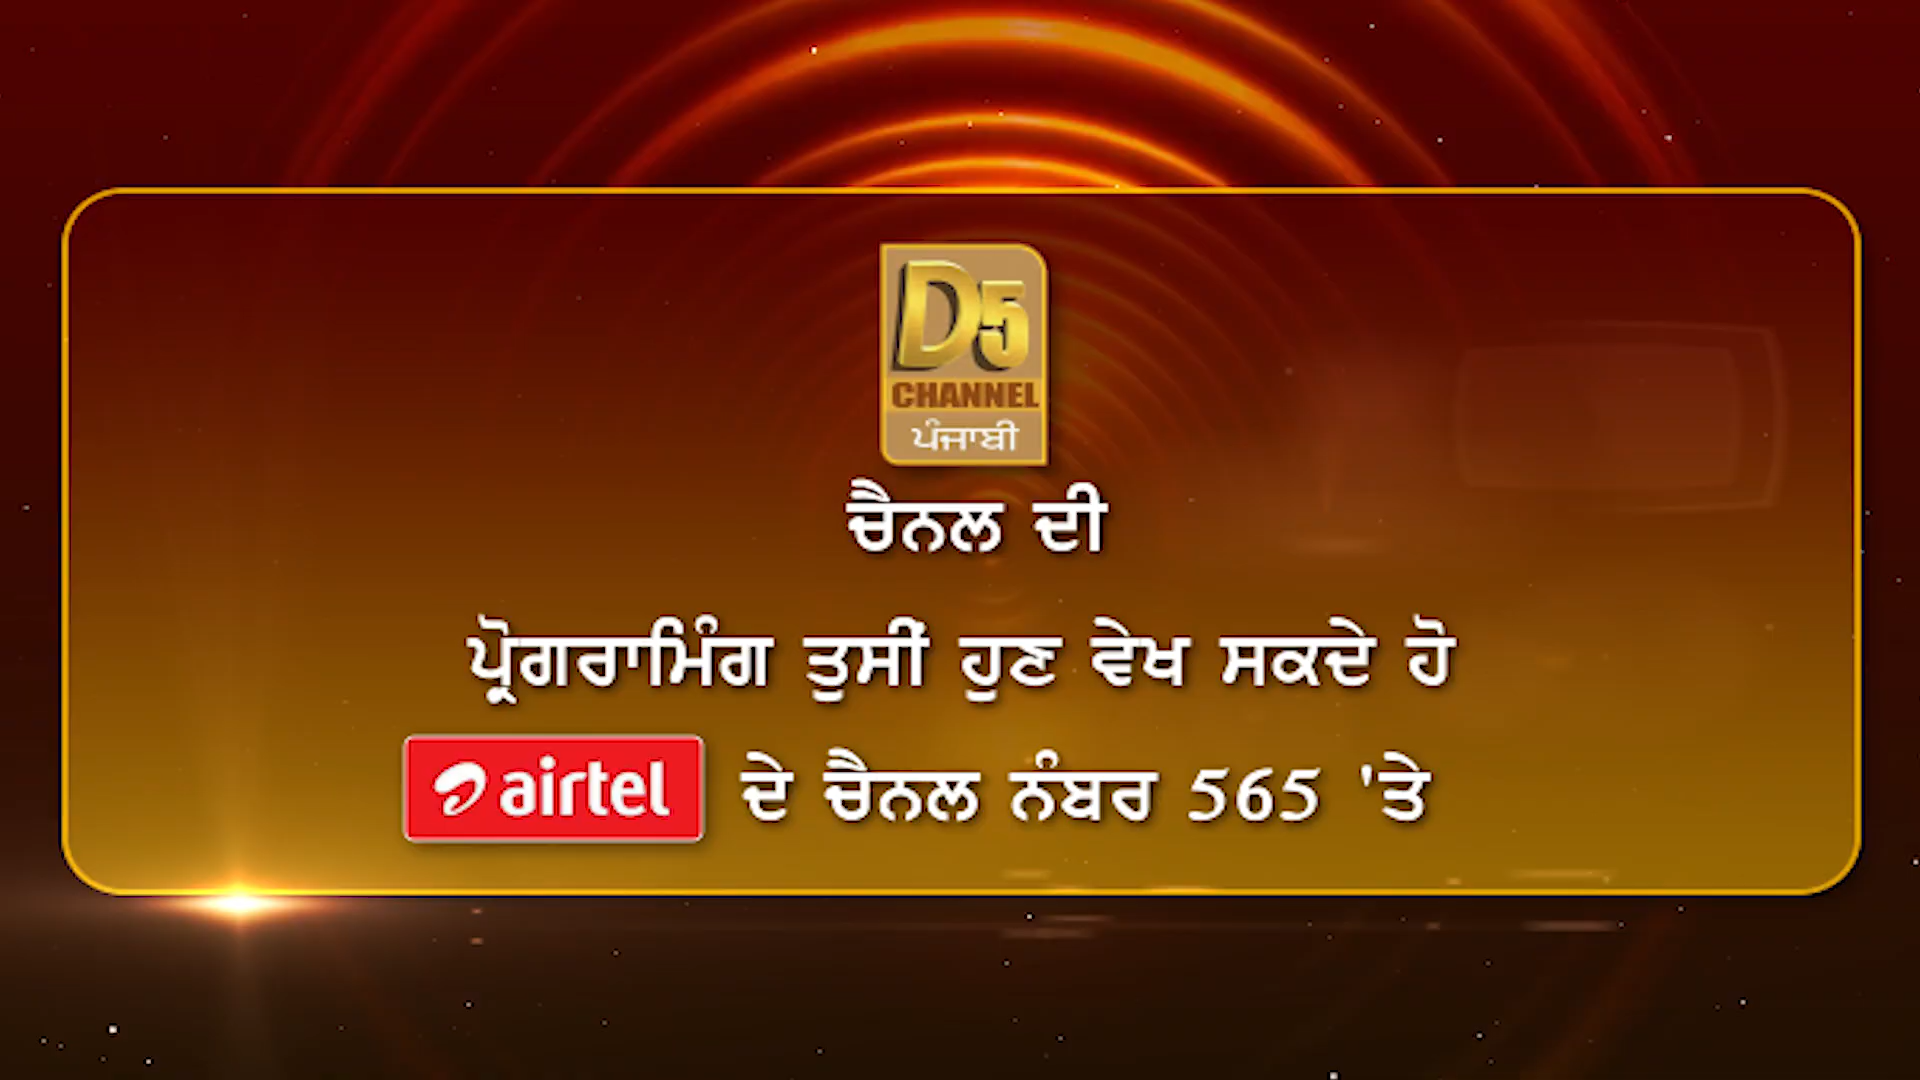 D5
CHANNEL
ਪੰਜਾਬੀ
ਚੈਨਲ ਦੀ
ਪ੍ਰੋਗਰਾਮਿੰਗ ਤੁਸੀਂ ਹੁਣ ਵੇਖ ਸਕਦੇ ਹੋ
airtel ਦੇ ਚੈਨਲ ਨੰਬਰ 565 'ਤੇ